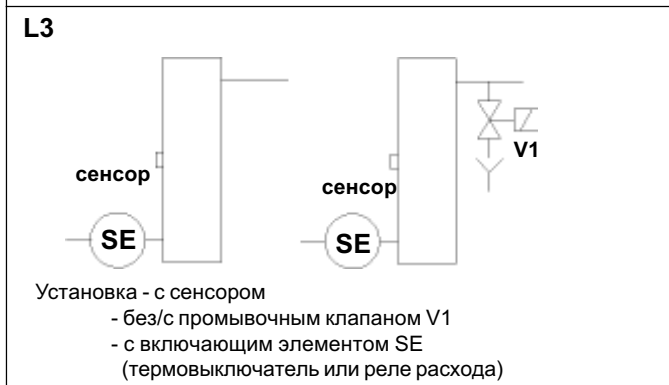 L3
сенсор
SE
сенсор
SE
V1
Установка - с сенсором
- без/с промывочным клапаном V1
- с включающим элементом SE
(термовыключатель или реле расхода)